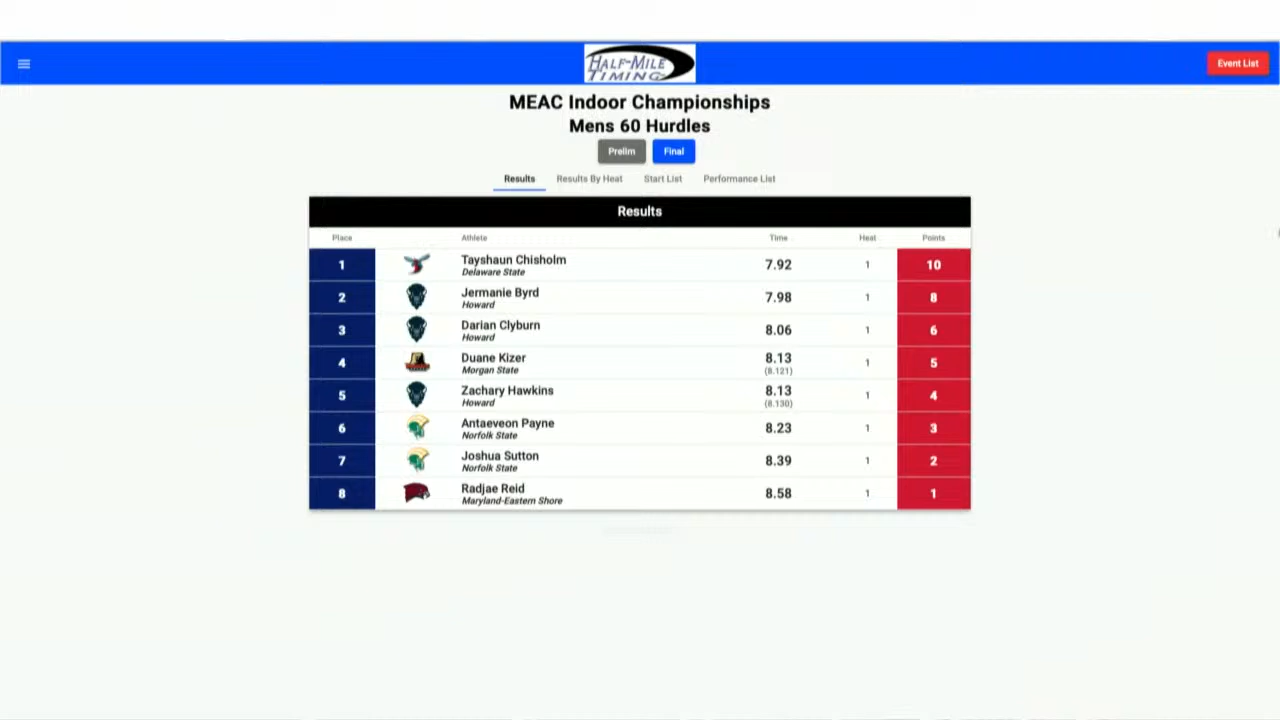 HALF-MILE
TIMING
Event List
MEAC Indoor Championships
Mens 60 Hurdles
Prelim Final
Results Results By Heat Start List Performance List
Results
Place Athlete Time Heat Points
1 Tayshaun Chisholm 7.92 1 10
Delaware State
2 Jermanie Byrd 7.98 1 8
Howard
3 Darian Clyburn 8.06 1 6
Howard
4 Duane Kizer 8.13 1 5
Morgan State (8.121)
5 Zachary Hawkins 8.13 1 4
Howard (8.130)
6 Antaeveon Payne 8.23 1 3
Norfolk State
7 Joshua Sutton 8.39 1 2
Norfolk State
8 Radjae Reid 8.58 1 1
Maryland-Eastern Shore